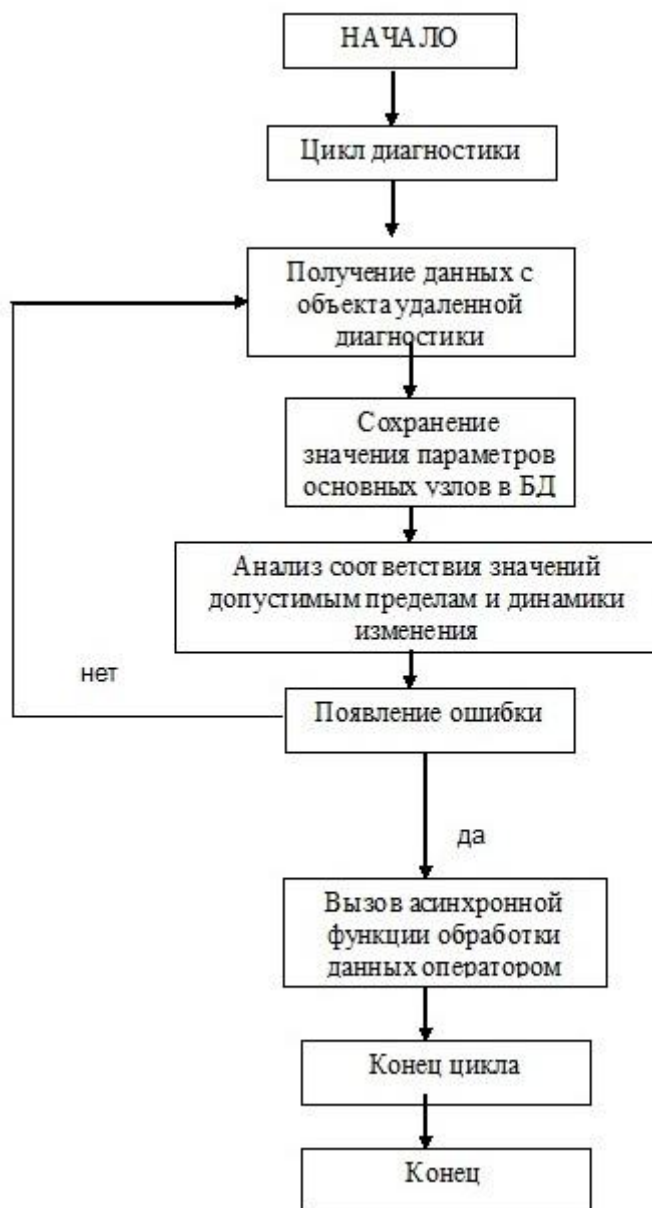 НАЧАЛО
Цикл диагностики
Получение данных с
объекта удаленной
диагностики
Сохранение
значения параметров
основных узлов в БД
Анализ соответствия значений
допустимым пределам и динамики
изменения
нет
Появление ошибки
да
Вызов асинхронной
функции обработки
данных оператором
Конец цикла
Конец